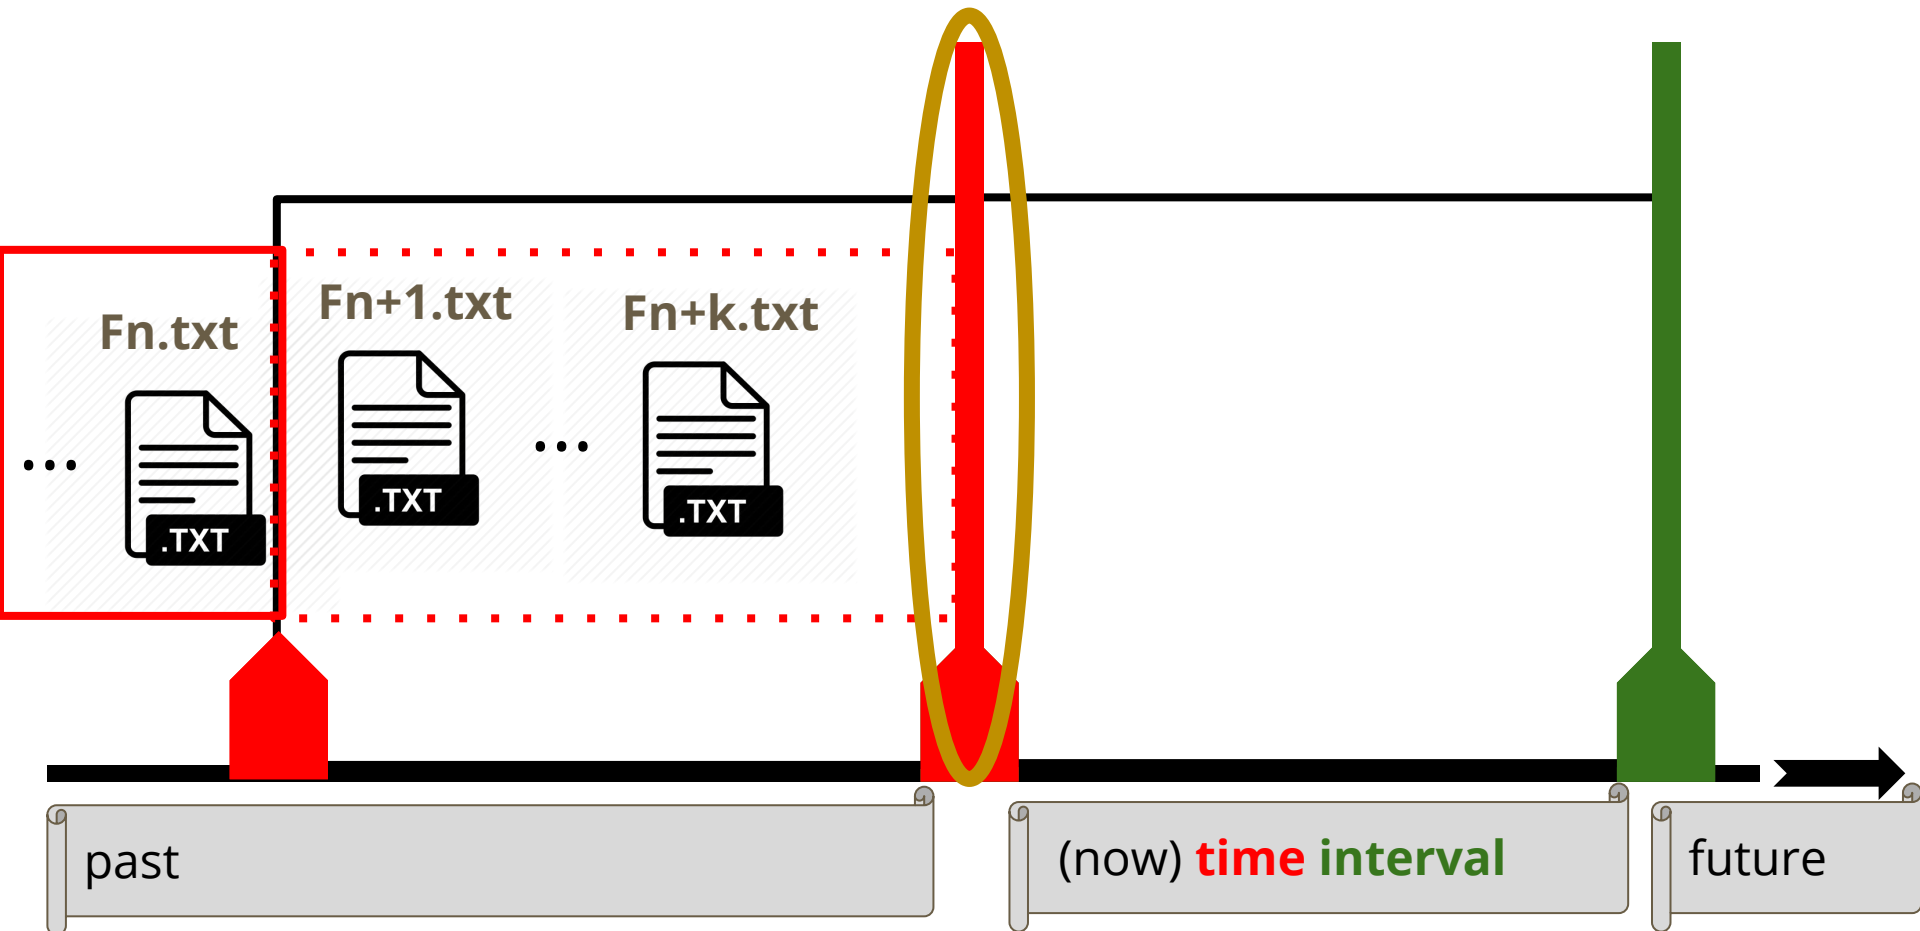 Fn.txt
Fn+1.txt
Fn+k.txt
...
.TXT
.TXT
...
.TXT
past
(now) time interval
future